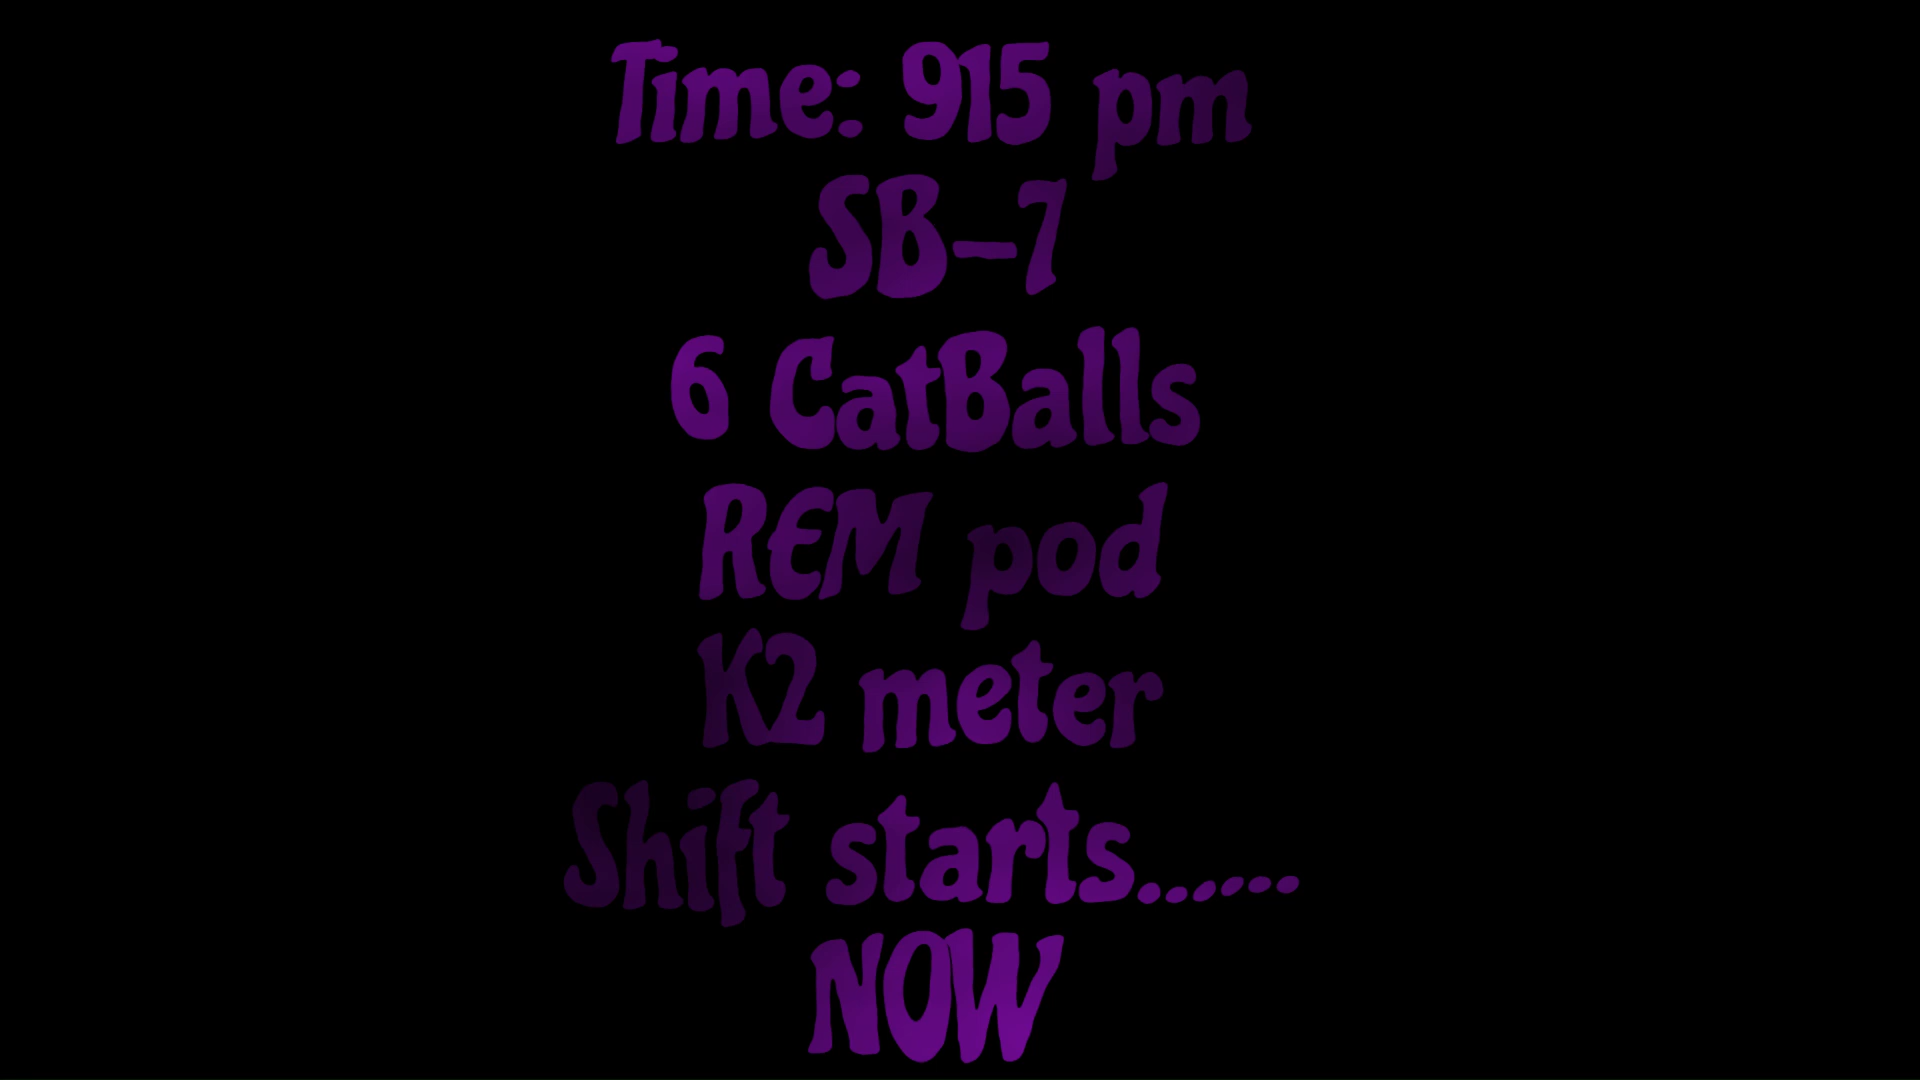 Time: 915 pm
SB-7
6 CatBalls
REM pod
K2 meter
Shift starts......
NOW